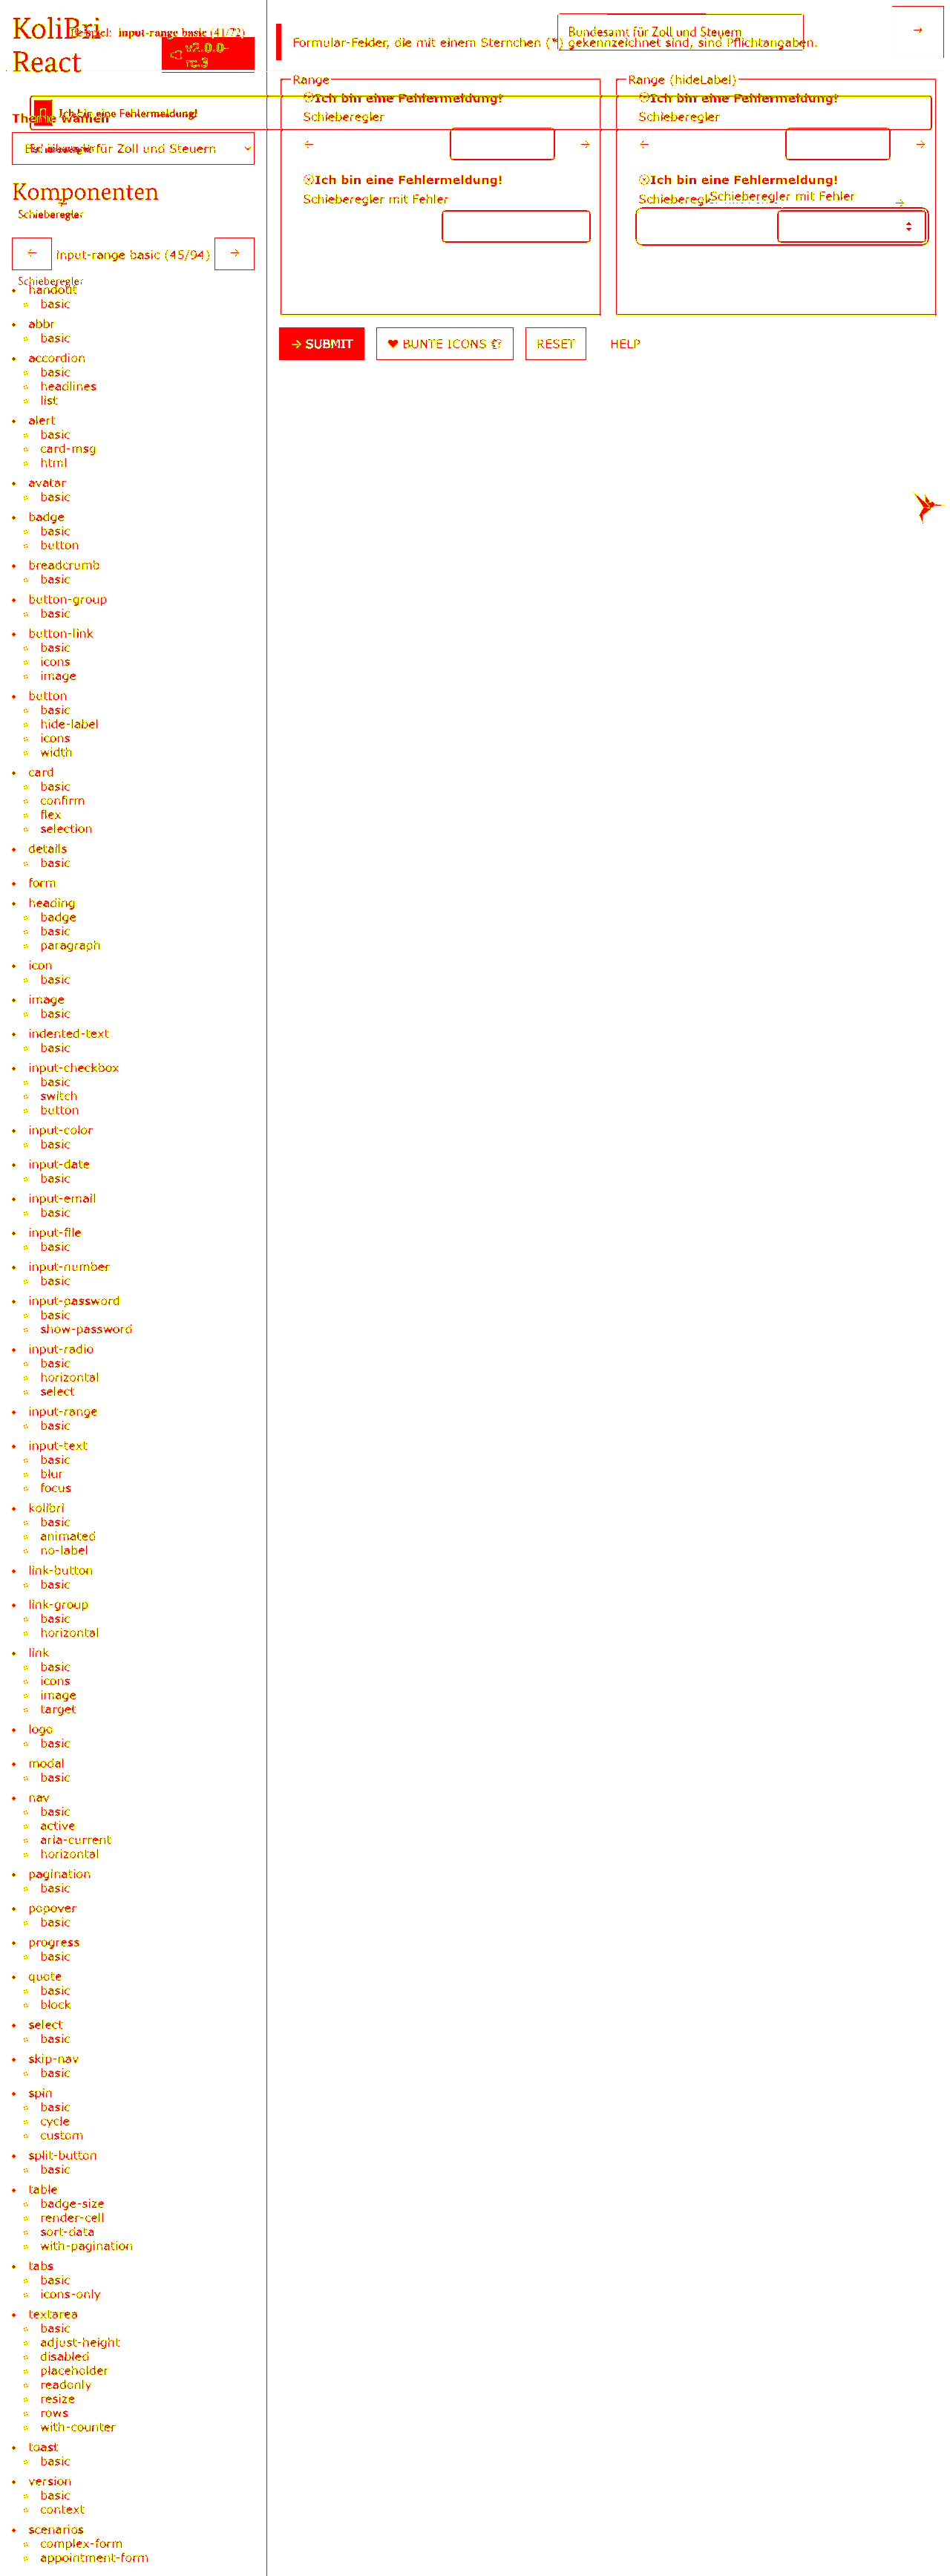 KoliBri
React
input-range basic (41/72)
v2.0.0-
rc.3
Bundesamt für Zoll und Steuern
Formular-Felder, die mit einem Sternchen (*) gekennzeichnet sind, sind Pflichtangaben.
Ich bin eine Fehlermeldung!
Theme wählen
für Zoll und Steuern
Komponenten
Schieberegler
input-range basic (45/94)
Schieberegler
handout
basic
abbr
basic
accordion
basic
headlines
list
alert
basic
card-msg
html
avatar
basic
badge
basic
button
breadcrumb
basic
button-group
basic
button-link
basic
icons
image
button
basic
hide-label
icons
width
card
basic
confirm
flex
selection
details
basic
form
heading
badge
basic
paragraph
icon
basic
image
basic
indented-text
basic
input-checkbox
basic
switch
button
input-color
basic
input-date
basic
input-email
basic
input-file
basic
input-number
basic
input-password
basic
show-password
input-radio
basic
horizontal
select
input-range
basic
input-text
basic
blur
focus
kolibri
basic
animated
no-label
link-button
basic
link-group
basic
horizontal
link
basic
icons
image
target
logo
basic
modal
basic
nav
basic
active
aria-current
horizontal
pagination
basic
popover
basic
progress
basic
quote
basic
block
select
basic
skip-nav
basic
spin
basic
cycle
custom
split-button
basic
table
badge-size
render-cell
sort-data
with-pagination
tabs
basic
icons-only
textarea
basic
adjust-height
disabled
placeholder
readonly
resize
rows
with-counter
toast
basic
version
basic
context
scenarios
complex-form
appointment-form
Range
Ich bin eine Fehlermeldung!
Schieberegler
Ich bin eine Fehlermeldung!
Schieberegler mit Fehler
Range (hideLabel)
Ich bin eine Fehlermeldung!
Schieberegler
Ich bin eine Fehlermeldung!
Schieberegler mit Fehler
SUBMIT
BUNTE ICONS
RESET
HELP